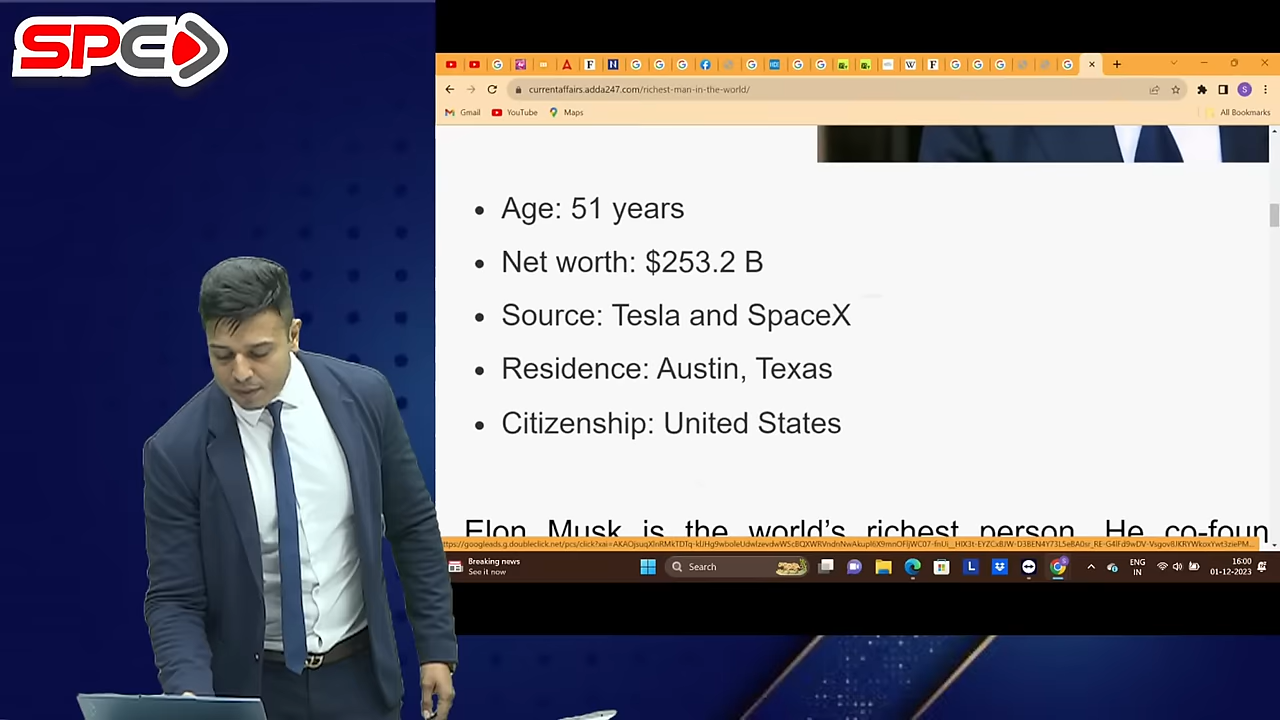 SPED
currentaffairs.adda247.com/richest-man-in-the-world/
Gmail
YouTube
Maps
All Bookmarks
Age: 51 years
Net worth: $253.2 B
Source: Tesla and SpaceX
Residence: Austin, Texas
Citizenship: United States
Elon Musk is the world's richest person. He co-foun
Breaking news
See it now
Search
ENG
IN
16:00
01-12-2023